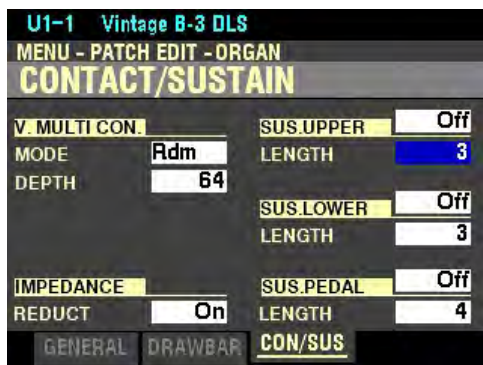 U1-1 Vintage B-3 DLS
MENU - PATCH EDIT - ORGAN
CONTACT/SUSTAIN
V. MULTI CON.
MODE Rdm
DEPTH 64
IMPEDANCE
REDUCT On
SUS.UPPER Off
LENGTH 3
SUS.LOWER Off
LENGTH 3
SUS.PEDAL Off
LENGTH 4
GENERAL DRAWBAR CON/SUS